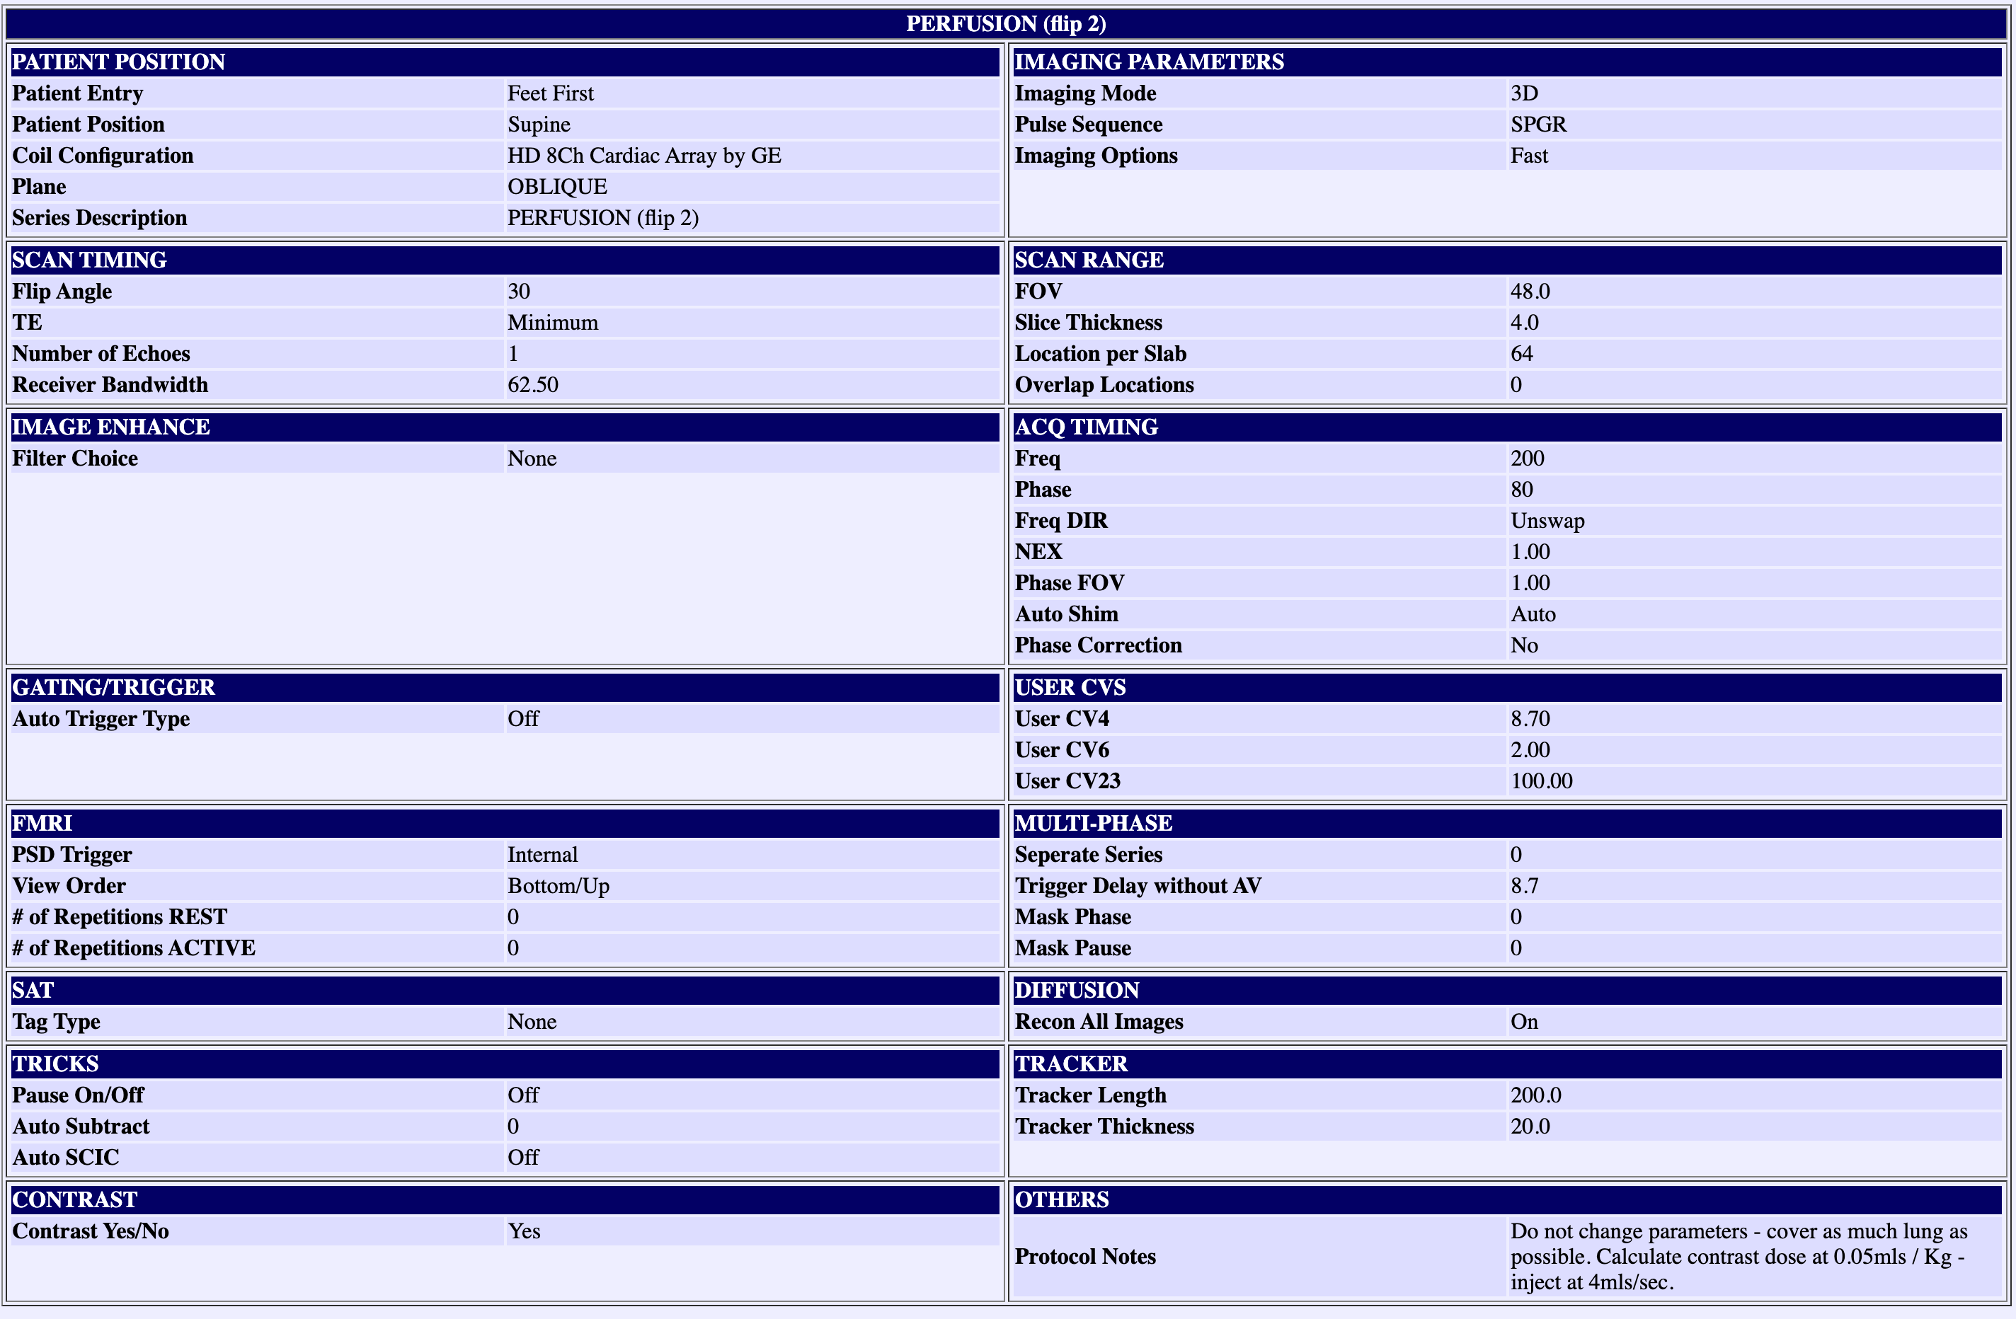 PERFUSION (flip 2)
PATIENT POSITION
Patient Entry Feet First
Patient Position Supine
Coil Configuration HD 8Ch Cardiac Array by GE
Plane OBLIQUE
Series Description PERFUSION (flip 2)
IMAGING PARAMETERS
Imaging Mode 3D
Pulse Sequence SPGR
Imaging Options Fast
SCAN TIMING
Flip Angle 30
TE Minimum
Number of Echoes 1
Receiver Bandwidth 62.50
SCAN RANGE
FOV 48.0
Slice Thickness 4.0
Location per Slab 64
Overlap Locations 0
IMAGE ENHANCE
Filter Choice None
ACQ TIMING
Freq 200
Phase 80
Freq DIR Unswap
NEX 1.00
Phase FOV 1.00
Auto Shim Auto
Phase Correction No
GATING/TRIGGER
Auto Trigger Type Off
USER CVS
User CV4 8.70
User CV6 2.00
User CV23 100.00
FMRI
PSD Trigger Internal
View Order Bottom/Up
# of Repetitions REST 0
# of Repetitions ACTIVE 0
MULTI-PHASE
Seperate Series 0
Trigger Delay without AV 8.7
Mask Phase 0
Mask Pause 0
SAT
Tag Type None
DIFFUSION
Recon All Images On
TRICKS
Pause On/Off Off
Auto Subtract 0
Auto SCIC Off
TRACKER
Tracker Length 200.0
Tracker Thickness 20.0
CONTRAST
Contrast Yes/No Yes
OTHERS
Protocol Notes
Do not change parameters - cover as much lung as
possible. Calculate contrast dose at 0.05mls / Kg -
inject at 4mls/sec.